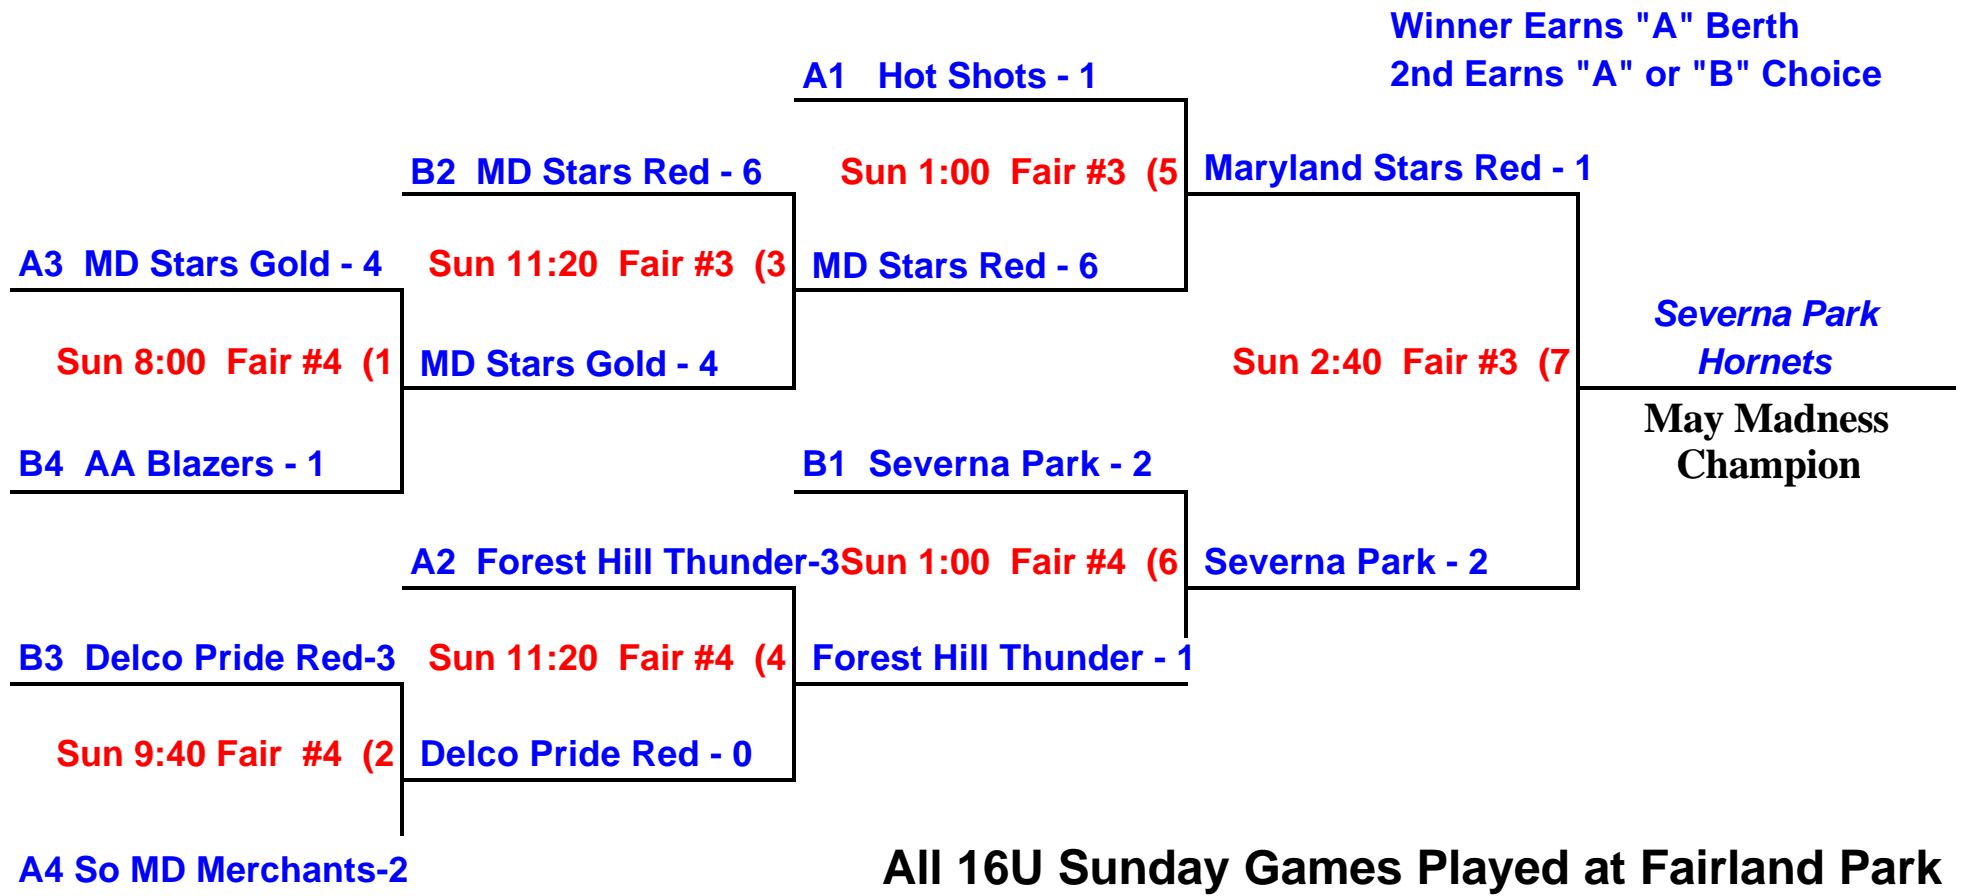 Winner Earns "A" Berth
2nd Earns "A" or "B" Choice
A1 Hot Shots - 1
B2 MD Stars Red - 6
Sun 1:00 Fair #3 (5
Maryland Stars Red - 1
A3 MD Stars Gold - 4
Sun 11:20 Fair #3 (3
MD Stars Red - 6
Severna Park
Hornets
Sun 8:00 Fair #4 (1
MD Stars Gold - 4
Sun 2:40 Fair #3 (7
May Madness
Champion
B4 AA Blazers - 1
B1 Severna Park - 2
A2 Forest Hill Thunder-3
Sun 1:00 Fair #4 (6
Severna Park - 2
B3 Delco Pride Red-3
Sun 11:20 Fair #4 (4
Forest Hill Thunder - 1
Sun 9:40 Fair #4 (2
Delco Pride Red - 0
A4 So MD Merchants-2
All 16U Sunday Games Played at Fairland Park